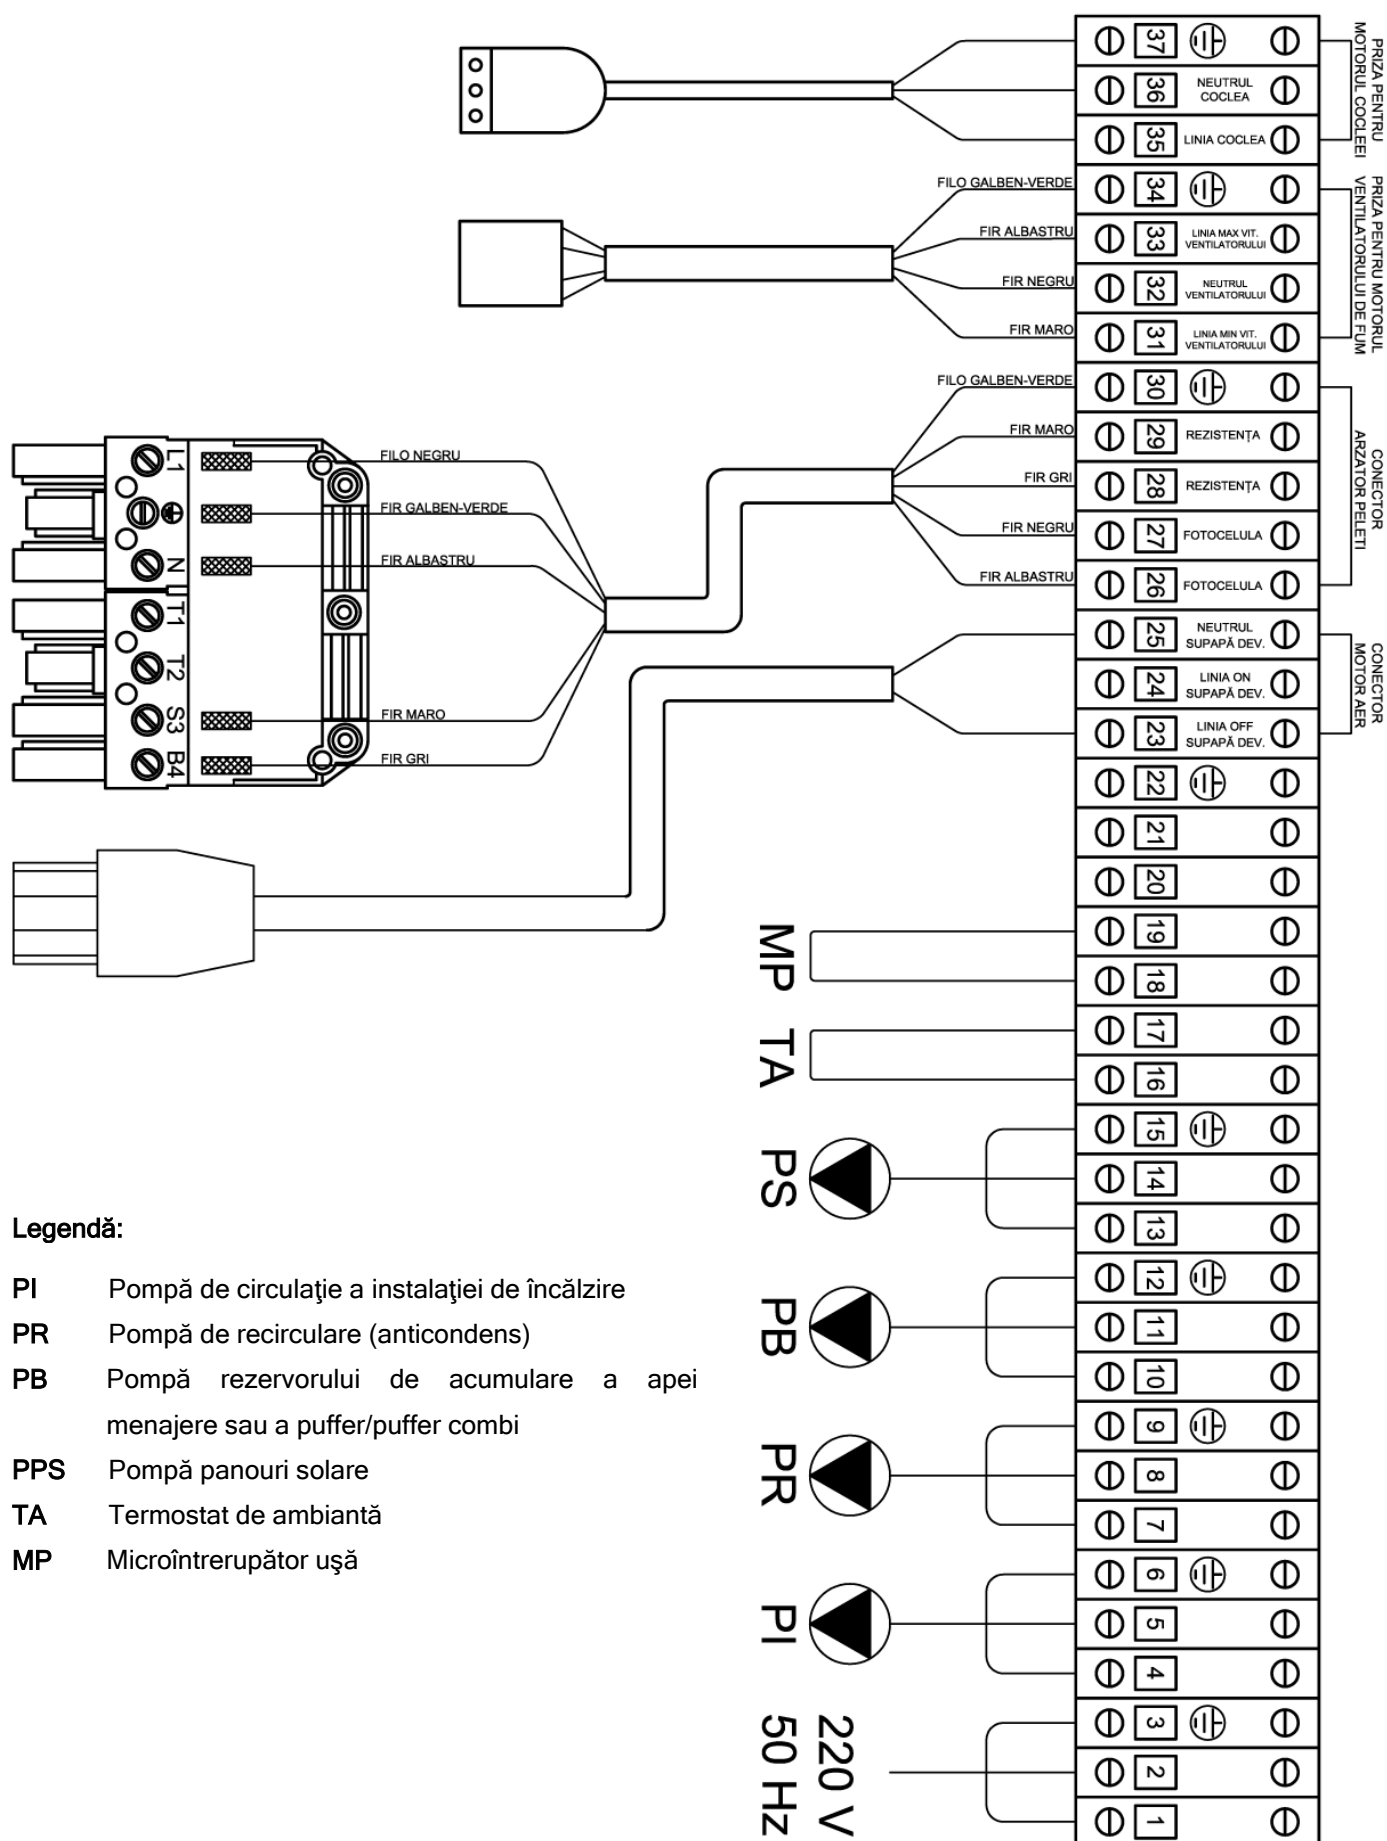 PRIZA PENTRU
MOTORUL COCLEEI
37
36
NEUTRUL
COCLEA
35
LINIA COCLEA
PRIZA PENTRU MOTORUL
VENTILATORULUI DE FUM
FILO GALBEN-VERDE
34
FIR ALBASTRU
33
LINIA MAX VIT.
VENTILATORULUI
FIR NEGRU
32
NEUTRUL
VENTILATORULUI
FIR MARO
31
LINIA MIN VIT.
VENTILATORULUI
CONECTOR
ARZATOR PELETI
FILO GALBEN-VERDE
30
FIR MARO
29
REZISTENȚA
FIR GRI
28
REZISTENȚA
FIR NEGRU
27
FOTOCELULA
FIR ALBASTRU
26
FOTOCELULA
L1
FILO NEGRU
FIR GALBEN-VERDE
N
FIR ALBASTRU
T1
T2
S3
FIR MARO
B4
FIR GRI
CONECTOR
MOTOR AER
25
NEUTRUL
SUPAPĂ DEV.
24
LINIA ON
SUPAPĂ DEV.
23
LINIA OFF
SUPAPĂ DEV.
22
21
20
MP
19
18
TA
17
16
PS
15
14
13
PB
12
11
10
PR
9
8
7
PI
6
5
4
220 V
50 Hz
3
2
1
Legendă:
PI Pompă de circulaţie a instalaţiei de încălzire
PR Pompă de recirculare (anticondens)
PB Pompă rezervorului de acumulare a apei
menajere sau a puffer/puffer combi
PPS Pompă panouri solare
TA Termostat de ambiantă
MP Microîntrerupător uşă